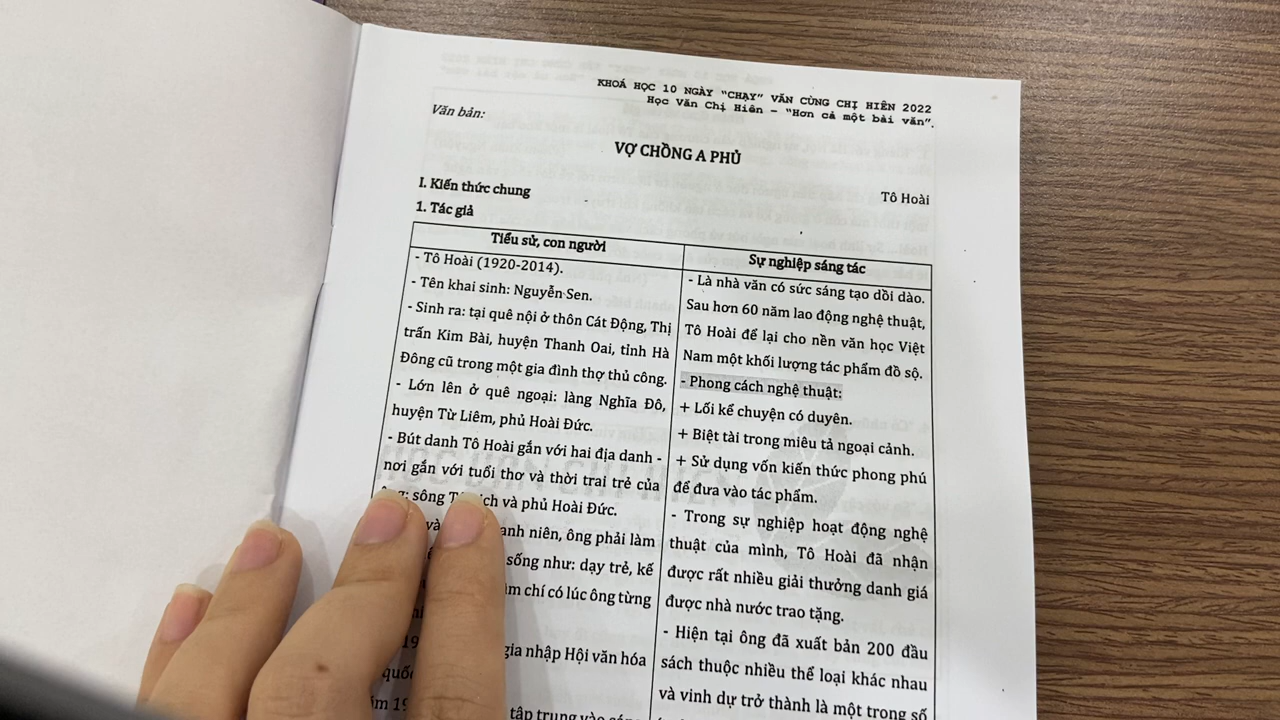 KHOÁ HỌC 10 NGÀY “CHẠY” VĂN CÙNG CHỊ HIÊN 2022
Học Văn Chị Hiên – “Hơn cả một bài văn”.
Văn bản:
VỢ CHỒNG A PHỦ
Tô Hoài
I. Kiến thức chung
1. Tác giả
Tiểu sử, con người
- Tô Hoài (1920-2014).
- Tên khai sinh: Nguyễn Sen.
- Sinh ra: tại quê nội ở thôn Cát Động, Thị
trấn Kim Bài, huyện Thanh Oai, tỉnh Hà
Đông cũ trong một gia đình thợ thủ công.
- Lớn lên ở quê ngoại: làng Nghĩa Đô,
huyện Từ Liêm, phủ Hoài Đức.
- Bút danh Tô Hoài gắn với hai địa danh -
nơi gắn với tuổi thơ và thời trai trẻ của
sông và phủ Hoài Đức.
niên, ông phải làm
sống như: dạy trẻ, kế
chí có lúc ông từng
gia nhập Hội văn hóa
tập trung vào
Sự nghiệp sáng tác
- Là nhà văn có sức sáng tạo dồi dào.
Sau hơn 60 năm lao động nghệ thuật,
Tô Hoài để lại cho nền văn học Việt
Nam một khối lượng tác phẩm đồ sộ.
- Phong cách nghệ thuật:
+ Lối kể chuyện có duyên.
+ Biệt tài trong miêu tả ngoại cảnh.
+ Sử dụng vốn kiến thức phong phú
để đưa vào tác phẩm.
- Trong sự nghiệp hoạt động nghệ
thuật của mình, Tô Hoài đã nhận
được rất nhiều giải thưởng danh giá
được nhà nước trao tặng.
- Hiện tại ông đã xuất bản 200 đầu
sách thuộc nhiều thể loại khác nhau
và vinh dự trở thành là một trong số
HỌC VĂN CHỊ HIÊN